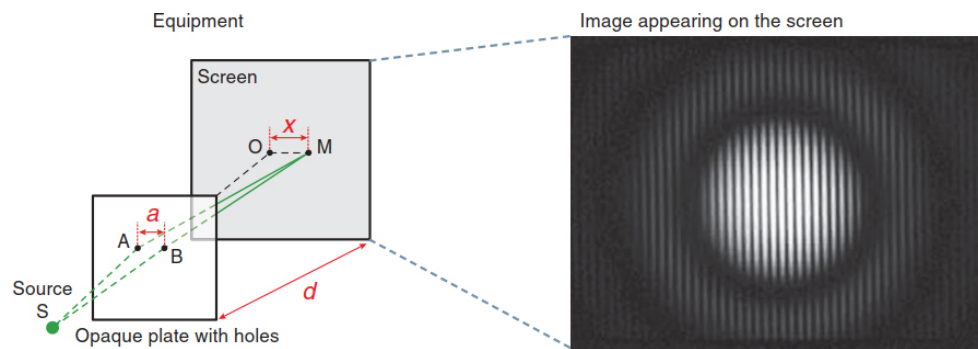 Equipment
Image appearing on the screen
Screen
x
O
M
a
A
B
d
Source
S
Opaque plate with holes